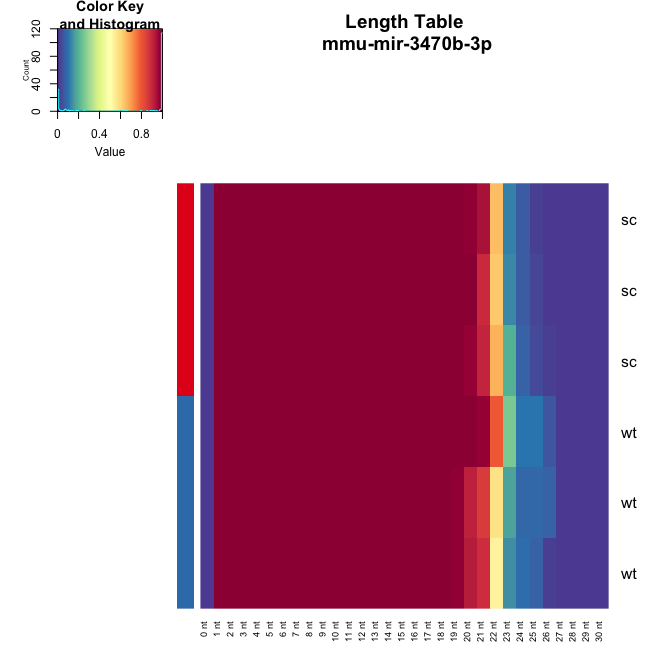 Color Key
and Histogram
Count
0 40 80 120
0 0.4 0.8
Value
Length Table
mmu-mir-3470b-3p
sc
sc
sc
wt
wt
wt
0 nt 1 nt 2 nt 3 nt 4 nt 5 nt 6 nt 7 nt 8 nt 9 nt 10 nt 11 nt 12 nt 13 nt 14 nt 15 nt 16 nt 17 nt 18 nt 19 nt 20 nt 21 nt 22 nt 23 nt 24 nt 25 nt 26 nt 27 nt 28 nt 29 nt 30 nt